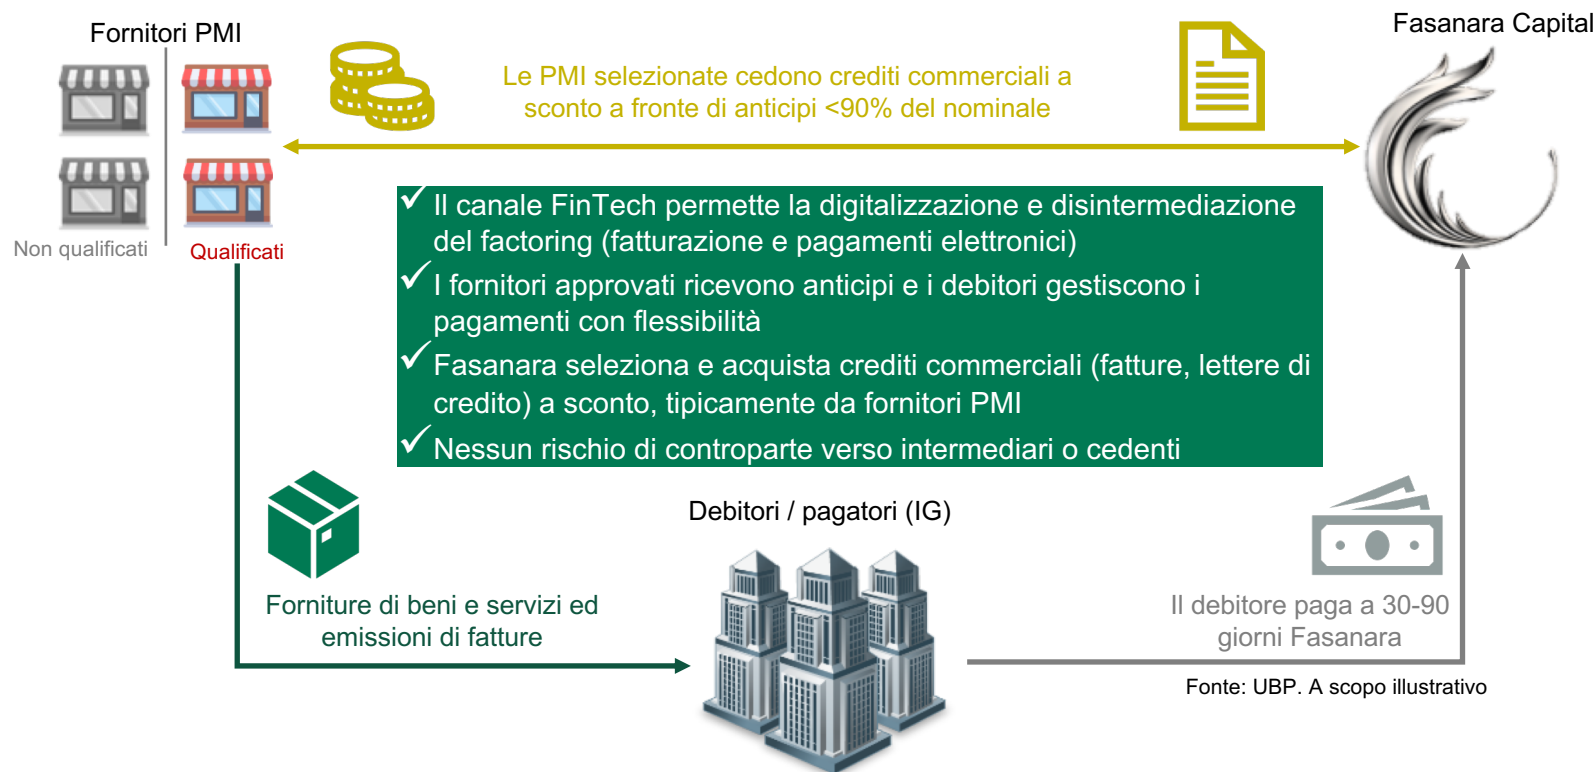 Fornitori PMI
Fasanara Capital
Le PMI selezionate cedono crediti commerciali a
sconto a fronte di anticipi <90% del nominale
Non qualificati
Qualificati
✓ Il canale FinTech permette la digitalizzazione e disintermediazione
del factoring (fatturazione e pagamenti elettronici)
✓ I fornitori approvati ricevono anticipi e i debitori gestiscono i
pagamenti con flessibilità
✓ Fasanara seleziona e acquista crediti commerciali (fatture, lettere di
credito) a sconto, tipicamente da fornitori PMI
✓ Nessun rischio di controparte verso intermediari o cedenti
Debitori / pagatori (IG)
Forniture di beni e servizi ed
emissioni di fatture
Il debitore paga a 30-90
giorni Fasanara
Fonte: UBP. A scopo illustrativo